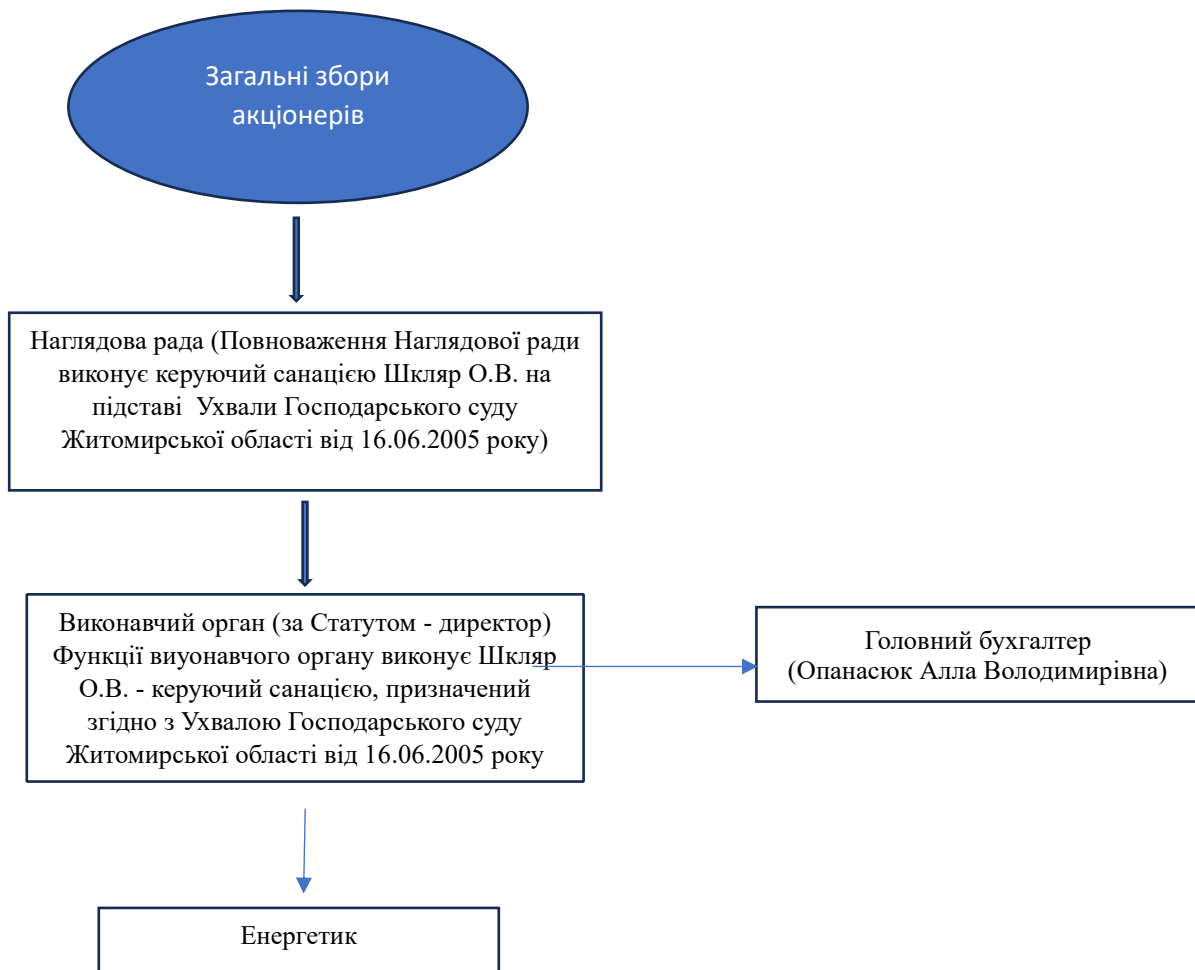 Загальні збори
акціонерів
Наглядова рада (Повноваження Наглядової ради
виконує керуючий санацією Шкляр О.В. на
підставі  Ухвали Господарського суду
Житомирської області від 16.06.2005 року)
Виконавчий орган (за Статутом - директор)
Функції виуонавчого органу виконує Шкляр
О.В. - керуючий санацією, призначений
згідно з Ухвалою Господарського суду
Житомирської області від 16.06.2005 року
Головний бухгалтер
(Опанасюк Алла Володимирівна)
Енергетик